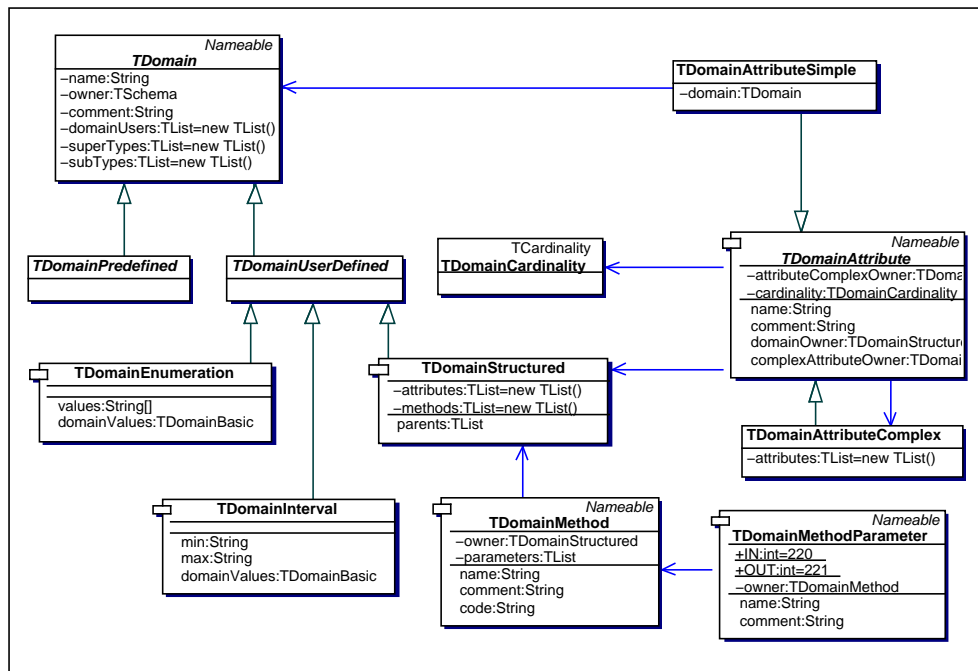 Nameable
TDomain
–name:String
–owner:TSchema
–comment:String
–domainUsers:TList=new TList()
–superTypes:TList=new TList()
–subTypes:TList=new TList()
TDomainAttributeSimple
–domain:TDomain
TDomainPredefined
TDomainUserDefined
TCardinality
TDomainCardinality
Nameable
TDomainAttribute
–attributeComplexOwner:TDoma
–cardinality:TDomainCardinality
name:String
comment:String
domainOwner:TDomainStructure
complexAttributeOwner:TDomai
TDomainEnumeration
values:String[]
domainValues:TDomainBasic
TDomainStructured
–attributes:TList=new TList()
–methods:TList=new TList()
parents:TList
TDomainAttributeComplex
–attributes:TList=new TList()
TDomainInterval
min:String
max:String
domainValues:TDomainBasic
Nameable
TDomainMethod
–owner:TDomainStructured
–parameters:TList
name:String
comment:String
code:String
Nameable
TDomainMethodParameter
+IN:int=220
+OUT:int=221
–owner:TDomainMethod
name:String
comment:String